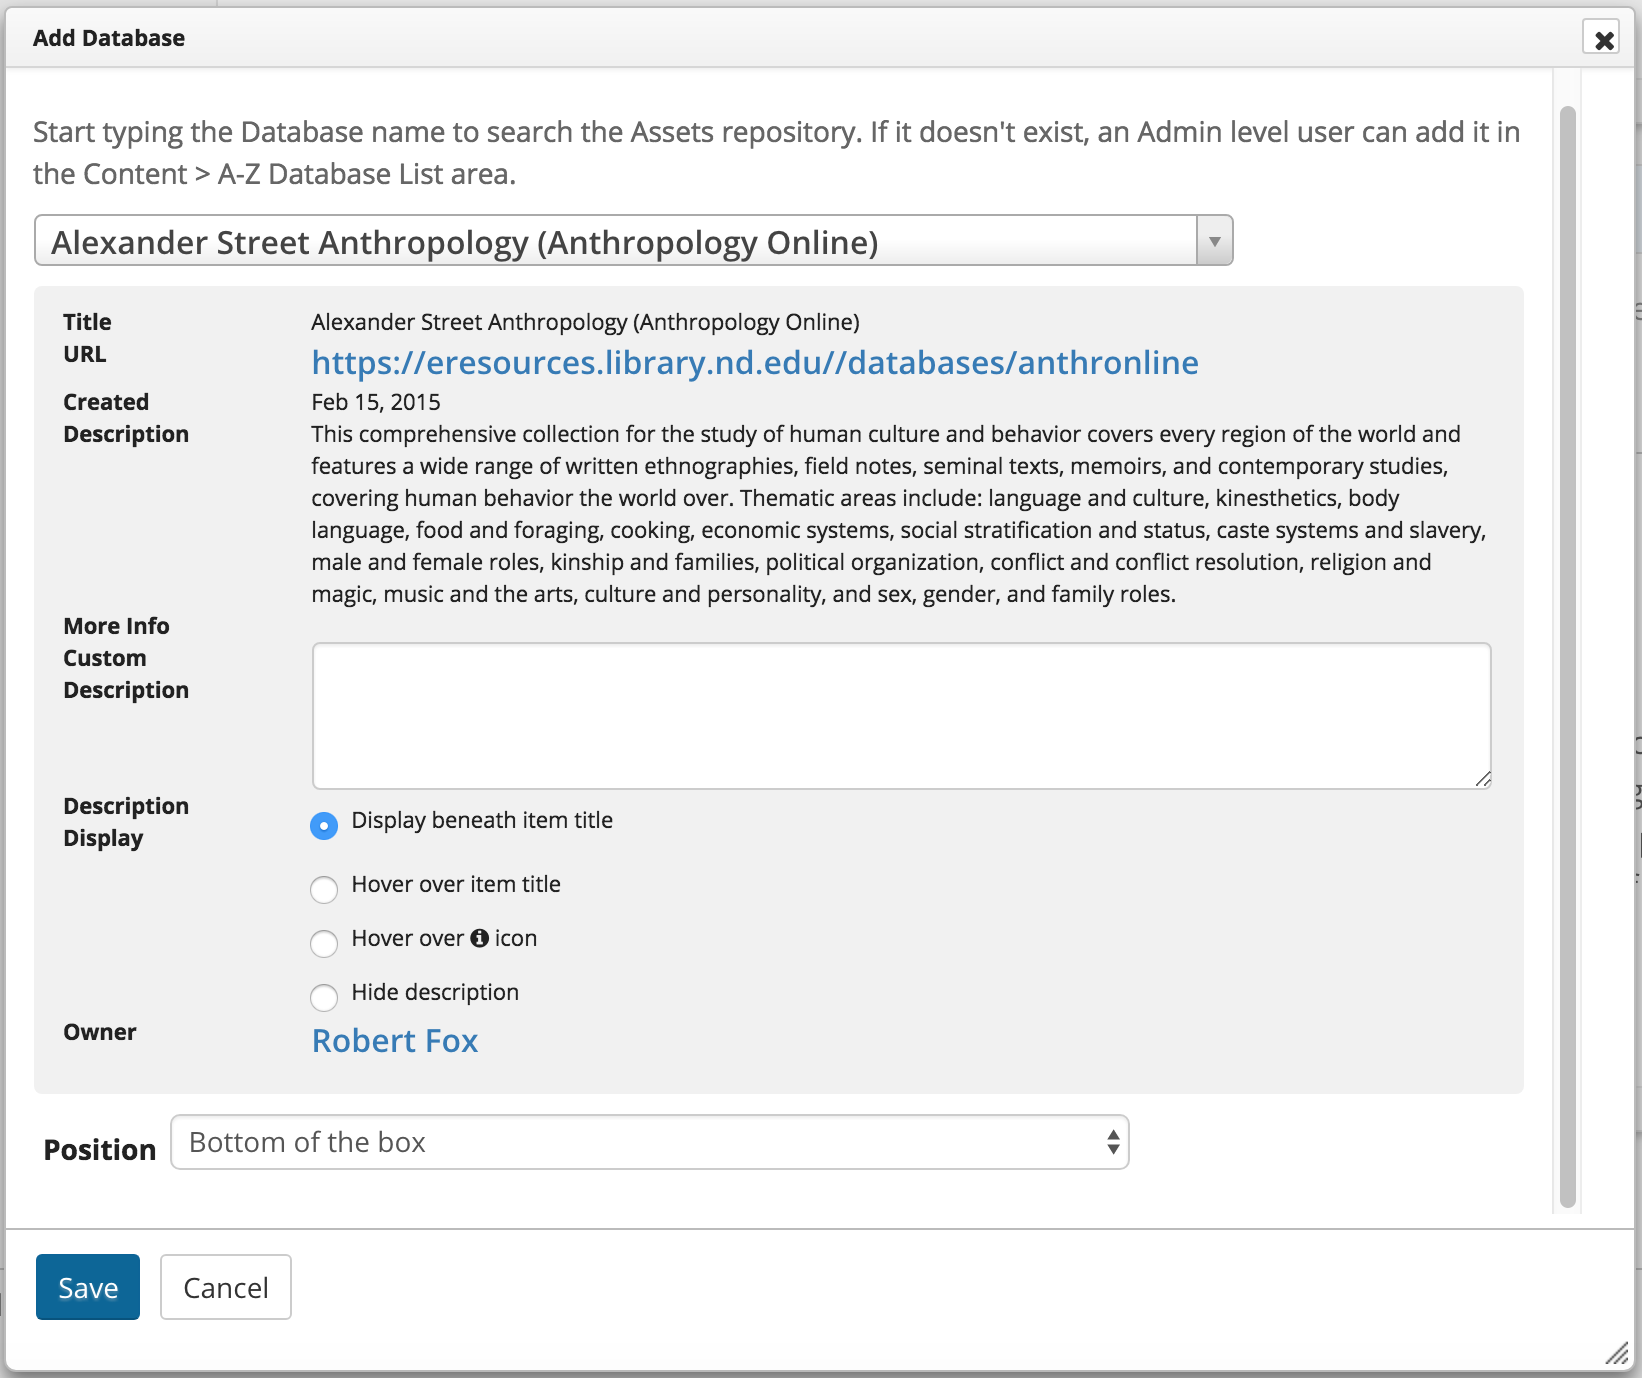 Add Database
Start typing the Database name to search the Assets repository. If it doesn't exist, an Admin level user can add it in
the Content > A-Z Database List area.
Alexander Street Anthropology (Anthropology Online)
Title Alexander Street Anthropology (Anthropology Online)
URL https://eresources.library.nd.edu//databases/anthronline
Created Feb 15, 2015
Description This comprehensive collection for the study of human culture and behavior covers every region of the world and
features a wide range of written ethnographies, field notes, seminal texts, memoirs, and contemporary studies,
covering human behavior the world over. Thematic areas include: language and culture, kinesthetics, body
language, food and foraging, cooking, economic systems, social stratification and status, caste systems and slavery,
male and female roles, kinship and families, political organization, conflict and conflict resolution, religion and
magic, music and the arts, culture and personality, and sex, gender, and family roles.
More Info
Custom
Description
Description
Display
Display beneath item title
Hover over item title
Hover over icon
Hide description
Owner Robert Fox
Position Bottom of the box
Save Cancel